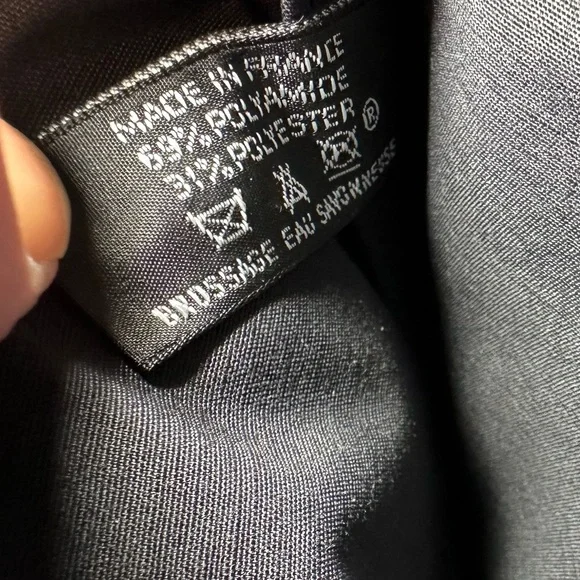 MADE IN FRANCE
69% POLYAMIDE
31% POLYESTER
®
BROSSAGE EAU SAVONNEUSE